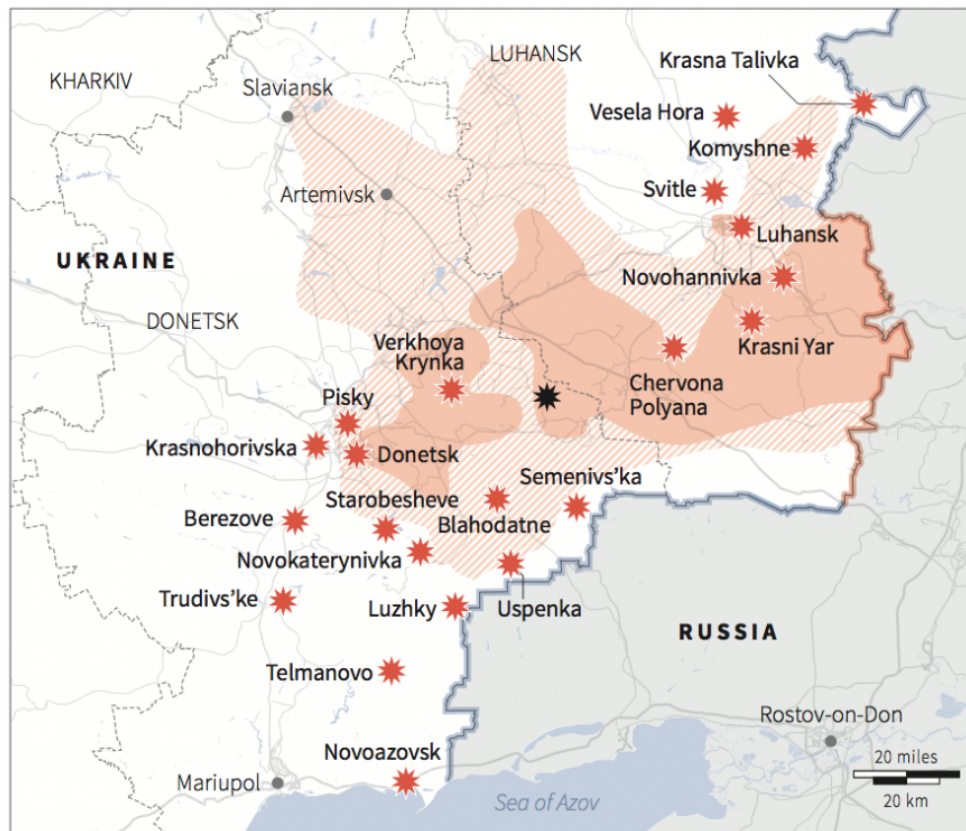 LUHANSK
Krasna Talivka
KHARKIV
Slaviansk
Vesela Hora
Komyshne
Artemivsk
Svitle
Luhansk
UKRAINE
Novohannivka
DONETSK
Verkhoya
Krynka
Krasni Yar
Chervona
Polyana
Pisky
Krasnohorivska
Donetsk
Semenivs’ka
Starobesheve
Blahodatne
Berezove
Novokaterynivka
Trudivs’ke
Luzhky
Uspenka
RUSSIA
Telmanovo
Rostov-on-Don
Novoazovsk
20 miles
Mariupol
Sea of Azov
20 km